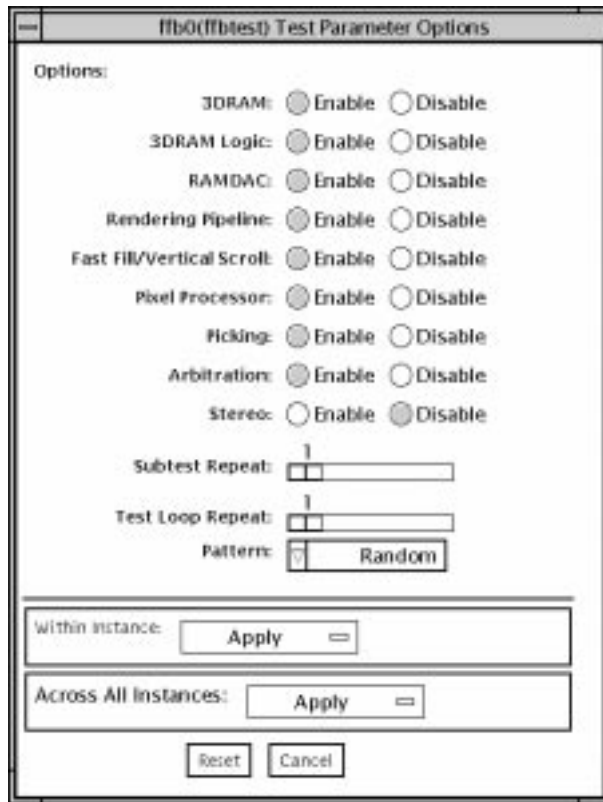 ffb0(ffbtest) Test Parameter Options
Options:
3DRAM: Enable Disable
3DRAM Logic: Enable Disable
RAMDAC: Enable Disable
Rendering Pipeline: Enable Disable
Fast Fill/Vertical Scroll: Enable Disable
Pixel Processor: Enable Disable
Picking: Enable Disable
Arbitration: Enable Disable
Stereo: Enable Disable
1
Subtest Repeat:
1
Test Loop Repeat:
Pattern: Random
Within Instance: Apply
Across All Instances: Apply
Reset Cancel